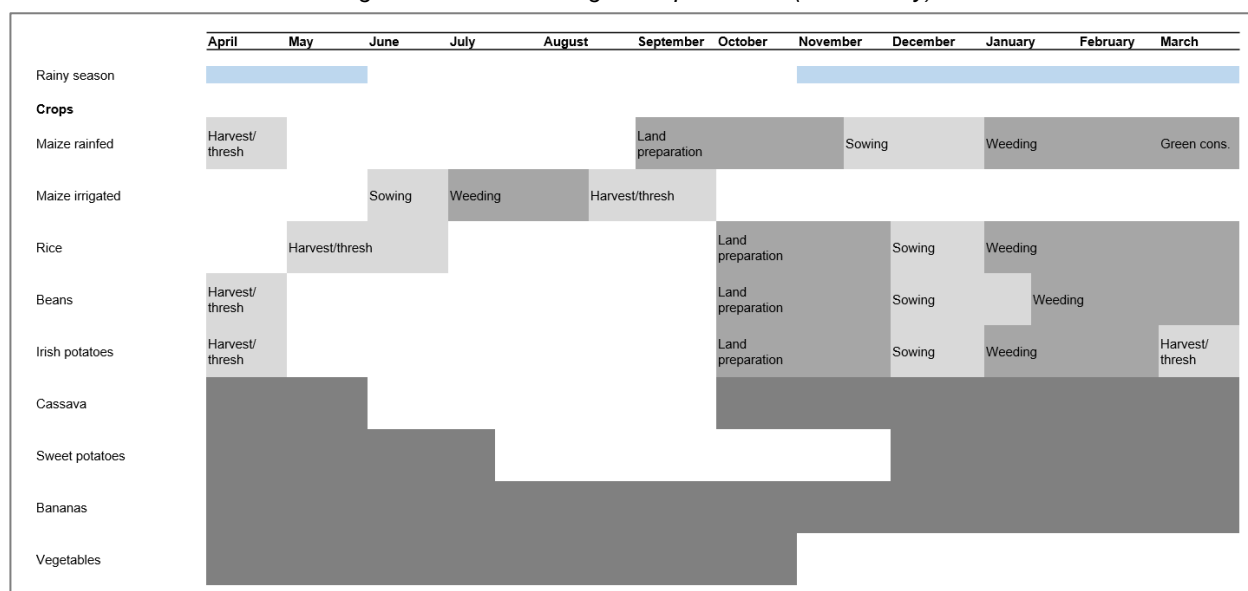 April May June July August September October November December January February March
Rainy season
Crops
Maize rainfed
Harvest/
thresh
Land
preparation
Sowing
Weeding
Green cons.
Maize irrigated
Sowing
Weeding
Harvest/thresh
Rice
Harvest/thresh
Land
preparation
Sowing
Weeding
Beans
Harvest/
thresh
Land
preparation
Sowing
Weeding
Irish potatoes
Harvest/
thresh
Land
preparation
Sowing
Weeding
Harvest/
thresh
Cassava
Sweet potatoes
Bananas
Vegetables